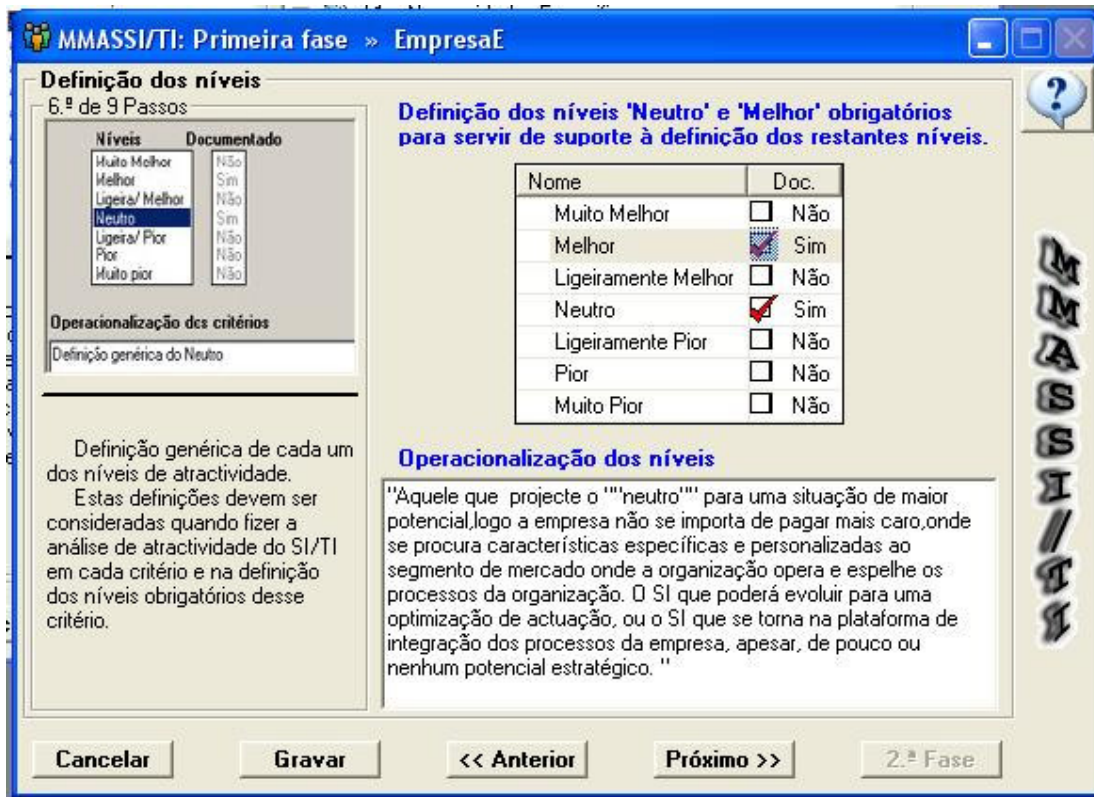 MMASSI/TI: Primeira fase » EmpresaE
Definição dos níveis
6.º de 9 Passos
Níveis Documentado
Muito Melhor Não
Melhor Sim
Ligeira/ Melhor Não
Neutro Sim
Ligeira/ Pior Não
Pior Não
Muito pior Não
Operacionalização dos critérios
Definição genérica do Neutro
Definição genérica de cada um
dos níveis de atractividade.
Estas definições devem ser
consideradas quando fizer a
análise de atractividade do SI/TI
em cada critério e na definição
dos níveis obrigatórios desse
critério.
Definição dos níveis 'Neutro' e 'Melhor' obrigatórios
para servir de suporte à definição dos restantes níveis.
Nome Doc.
Muito Melhor Não
Melhor Sim
Ligeiramente Melhor Não
Neutro Sim
Ligeiramente Pior Não
Pior Não
Muito Pior Não
Operacionalização dos níveis
"Aquele que projecte o ""neutro"" para uma situação de maior
potencial,logo a empresa não se importa de pagar mais caro,onde
se procura características específicas e personalizadas ao
segmento de mercado onde a organização opera e espelhe os
processos da organização. O SI que poderá evoluir para uma
optimização de actuação, ou o SI que se torna na plataforma de
integração dos processos da empresa, apesar, de pouco ou
nenhum potencial estratégico. "
?
MMASSI/TI
Cancelar
Gravar
<< Anterior
Próximo >>
2.ª Fase